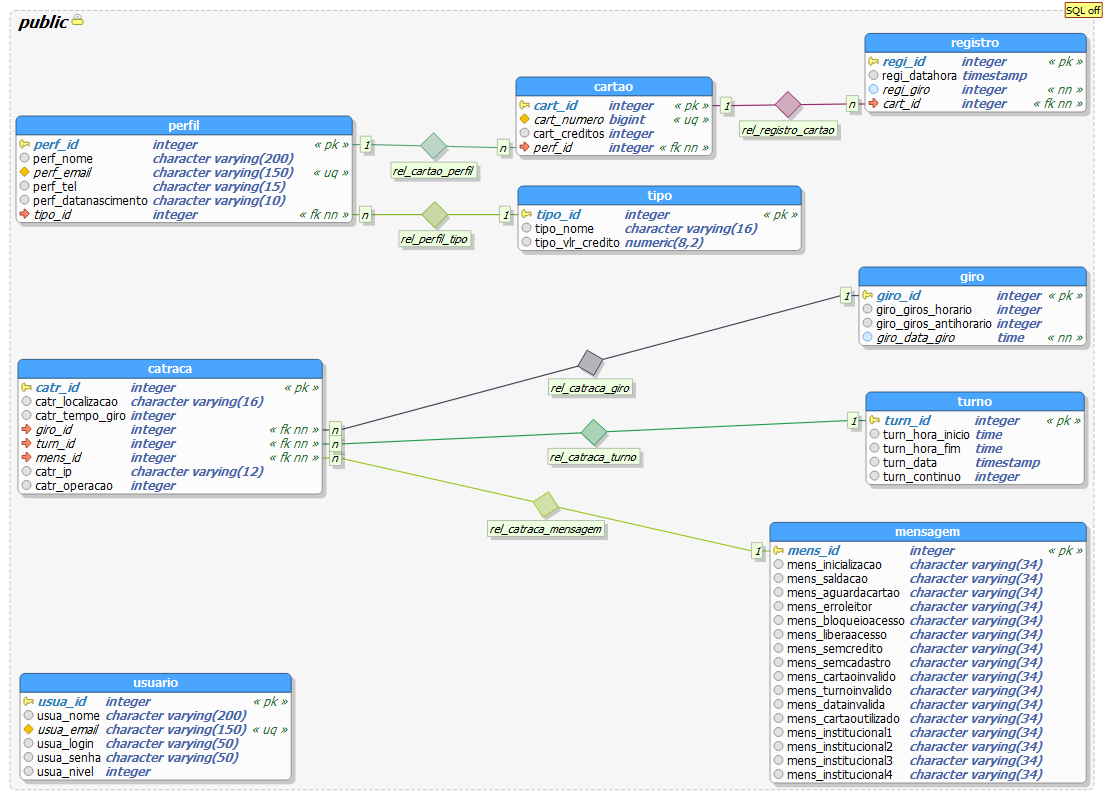 SQL off
public
registro
regi_id integer « pk »
regi_datahora timestamp
regi_giro integer « nn »
cart_id integer « fk nn »
cartao
cart_id integer « pk »
cart_numero bigint « uq »
cart_creditos integer
perf_id integer « fk nn »
1
n
rel_registro_cartao
perfil
perf_id integer « pk »
perf_nome character varying(200)
perf_email character varying(150) « uq »
perf_tel character varying(15)
perf_datanascimento character varying(10)
tipo_id integer « fk nn »
1
n
rel_cartao_perfil
n
1
rel_perfil_tipo
tipo
tipo_id integer « pk »
tipo_nome character varying(16)
tipo_vlr_credito numeric(8,2)
giro
giro_id integer « pk »
giro_giros_horario integer
giro_giros_antihorario integer
giro_data_giro time « nn »
1
rel_catraca_giro
catraca
catr_id integer « pk »
catr_localizacao character varying(16)
catr_tempo_giro integer
giro_id integer « fk nn »
turn_id integer « fk nn »
mens_id integer « fk nn »
catr_ip character varying(12)
catr_operacao integer
n
n
n
turno
turn_id integer « pk »
turn_hora_inicio time
turn_hora_fim time
turn_data timestamp
turn_continuo integer
1
rel_catraca_turno
rel_catraca_mensagem
1
mensagem
mens_id integer « pk »
mens_inicializacao character varying(34)
mens_saldacao character varying(34)
mens_aguardacartao character varying(34)
mens_erroleitor character varying(34)
mens_bloqueioacesso character varying(34)
mens_liberaacesso character varying(34)
mens_semcredito character varying(34)
mens_semcadastro character varying(34)
mens_cartaoinvalido character varying(34)
mens_turnoinvalido character varying(34)
mens_datainvalida character varying(34)
mens_cartaoutilizado character varying(34)
mens_institucional1 character varying(34)
mens_institucional2 character varying(34)
mens_institucional3 character varying(34)
mens_institucional4 character varying(34)
usuario
usua_id integer « pk »
usua_nome character varying(200)
usua_email character varying(150) « uq »
usua_login character varying(50)
usua_senha character varying(50)
usua_nivel integer